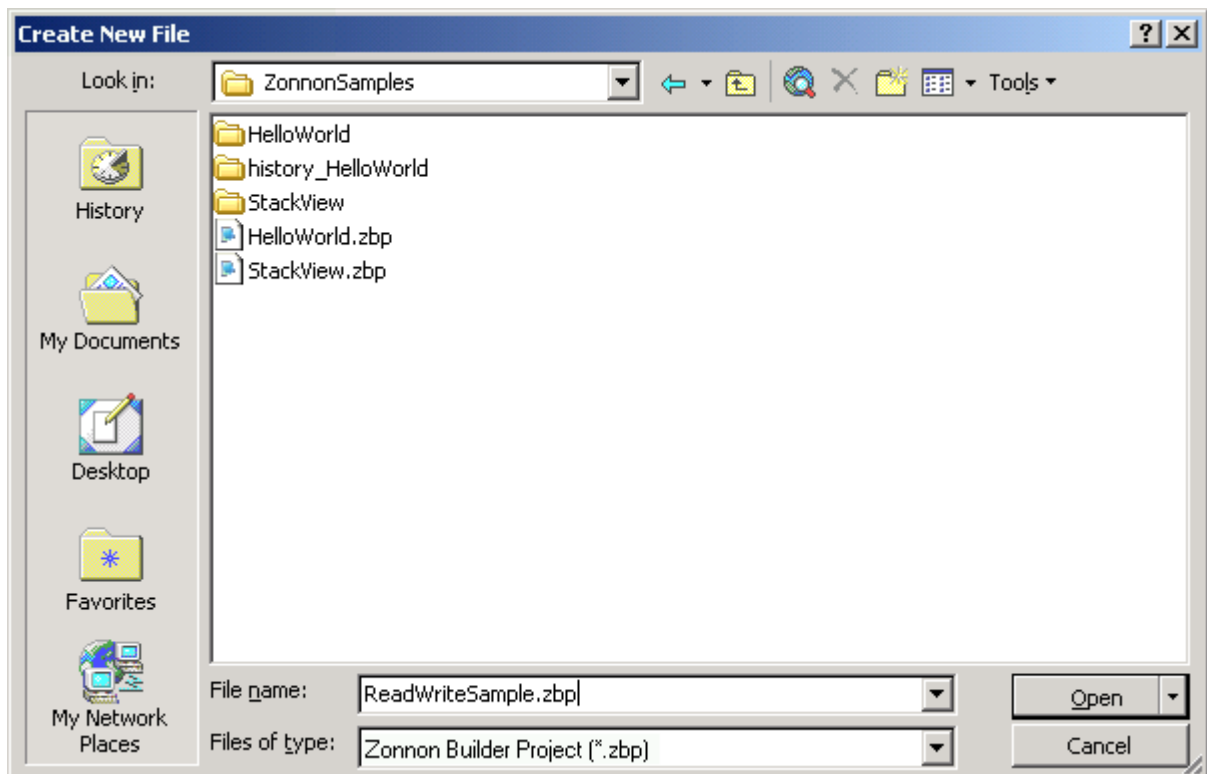 Create New File
Look in:
ZonnonSamples
Tools
HelloWorld
history_HelloWorld
StackView
HelloWorld.zbp
StackView.zbp
History
My Documents
Desktop
Favorites
My Network
Places
File name:
ReadWriteSample.zbp
Open
Files of type:
Zonnon Builder Project (*.zbp)
Cancel